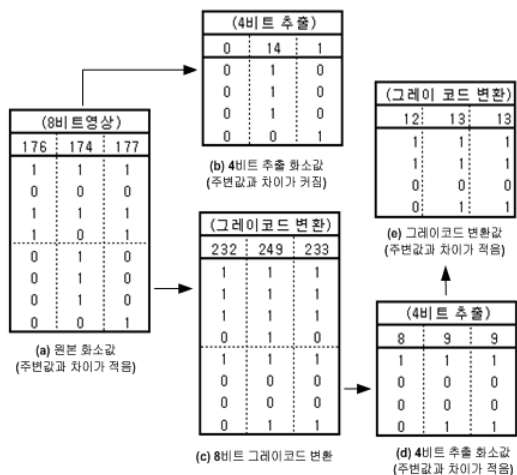 (8비트영상)
176 174 177
1 1 1
0 0 0
1 1 1
1 0 1
0 1 0
0 1 0
0 1 0
0 0 1
(a) 원본 화소값
(주변값과 차이가 적음)
(4비트 추출)
0 14 1
0 1 0
0 1 0
0 1 0
0 0 1
(b) 4비트 추출 화소값
(주변값과 차이가 커짐)
(그레이코드 변환)
232 249 233
1 1 1
1 1 1
1 1 1
0 1 0
1 1 1
0 0 0
0 0 0
0 1 1
(c) 8비트 그레이코드 변환
(4비트 추출)
8 9 9
1 1 1
0 0 0
0 0 0
0 1 1
(d) 4비트 추출 화소값
(주변값과 차이가 적음)
(그레이 코드 변환)
12 13 13
1 1 1
1 1 1
0 0 0
0 1 1
(e) 그레이코드 변환값
(주변값과 차이가 적음)